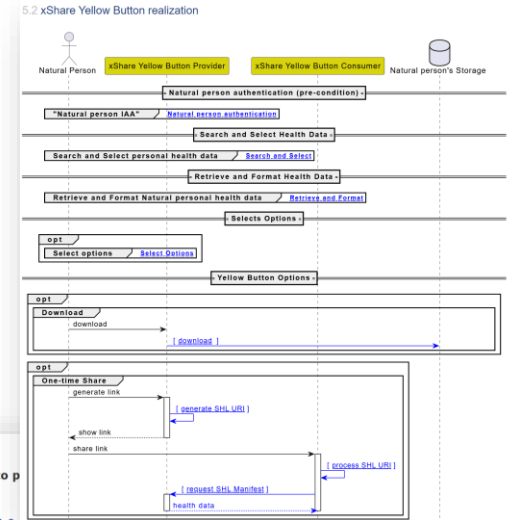 5.2 xShare Yellow Button realization
Natural Person
xShare Yellow Button Provider
xShare Yellow Button Consumer
Natural person's Storage
Natural person authentication (pre-condition)
"Natural person IAA" Natural person authentication
Search and Select Health Data
Search and Select personal health data Search and Select
Retrieve and Format Health Data
Retrieve and Format Natural personal health data Retrieve and Format
Selects Options
opt
Select options Select Options
Yellow Button Options
opt
Download
download
[ download ]
opt
One-time Share
generate link
[ generate SHL URI ]
show link
share link
[ process SHL URI ]
to p
[ request SHL Manifest ]
health data